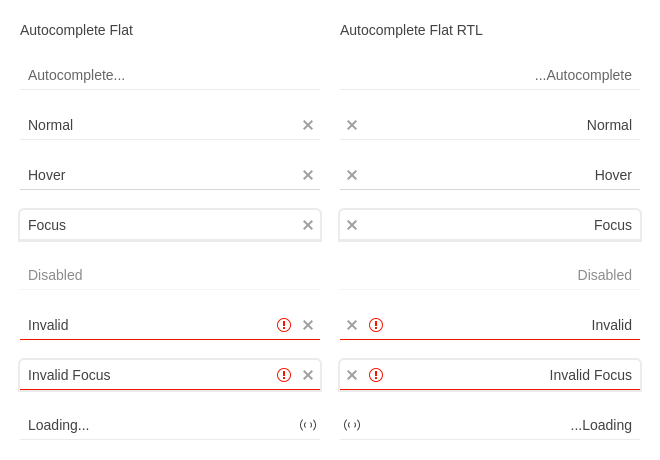 Autocomplete Flat
Autocomplete...
Normal
Hover
Focus
Disabled
Invalid
Invalid Focus
Loading...
Autocomplete Flat RTL
...Autocomplete
Normal
Hover
Focus
Disabled
Invalid
Invalid Focus
...Loading